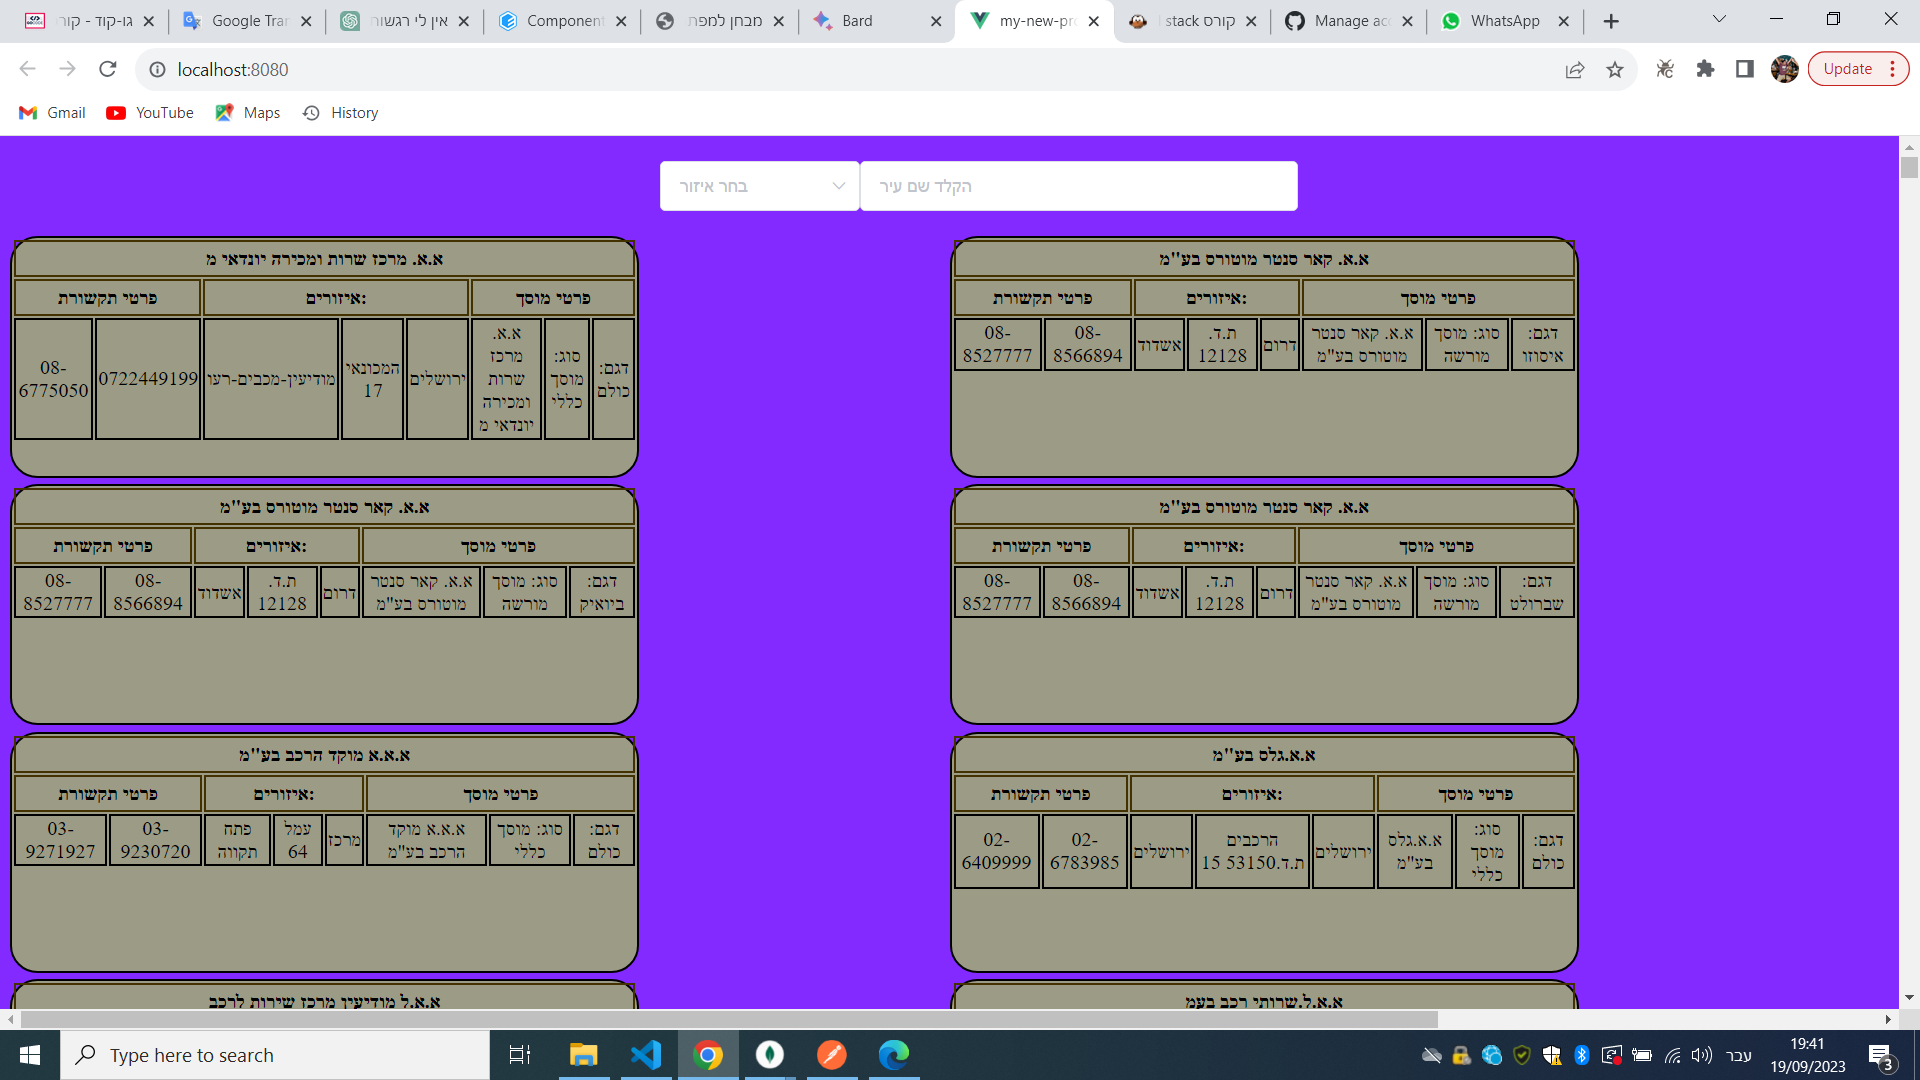 גו-קוד - קור
Google Tran
אין לי רגשות
Component
מבחן למפת
Bard
my-new-pro
קורס stack
Manage acc
WhatsApp
localhost:8080
Update
Gmail
YouTube
Maps
History
בחר איזור
הקלד שם עיר
א.א. קאר סנטר מוטורס בע"מ
פרטי מוסך
איזורים:
פרטי תקשורת
דגם: איסוזו
סוג: מוסך מורשה
א.א. קאר סנטר מוטורס בע"מ
דרום
ת.ד. 12128
אשדוד
08-8566894
08-8527777
א.א. מרכז שרות ומכירה יונדאי מ
פרטי מוסך
איזורים:
פרטי תקשורת
דגם: כולם
סוג: מוסך כללי
א.א. מרכז שרות ומכירה יונדאי מ
ירושלים
המכונאי 17
מודיעין-מכבים-רעו
0722449199
08-6775050
א.א. קאר סנטר מוטורס בע"מ
פרטי מוסך
איזורים:
פרטי תקשורת
דגם: שברולט
סוג: מוסך מורשה
א.א. קאר סנטר מוטורס בע"מ
דרום
ת.ד. 12128
אשדוד
08-8566894
08-8527777
א.א. קאר סנטר מוטורס בע"מ
פרטי מוסך
איזורים:
פרטי תקשורת
דגם: ביואיק
סוג: מוסך מורשה
א.א. קאר סנטר מוטורס בע"מ
דרום
ת.ד. 12128
אשדוד
08-8566894
08-8527777
א.א.גלס בע"מ
פרטי מוסך
איזורים:
פרטי תקשורת
דגם: כולם
סוג: מוסך כללי
א.א.גלס בע"מ
ירושלים
הרכבים 15 ת.ד.53150
ירושלים
02-6783985
02-6409999
א.א.א מוקד הרכב בע"מ
פרטי מוסך
איזורים:
פרטי תקשורת
דגם: כולם
סוג: מוסך כללי
א.א.א מוקד הרכב בע"מ
מרכז
עמל 64
פתח תקווה
03-9230720
03-9271927
א.א.ל.שרותי רכב בעמ
א.א.ל מודיעין מרכז שירות לרכב
Type here to search
עבר
19:41
19/09/2023
3